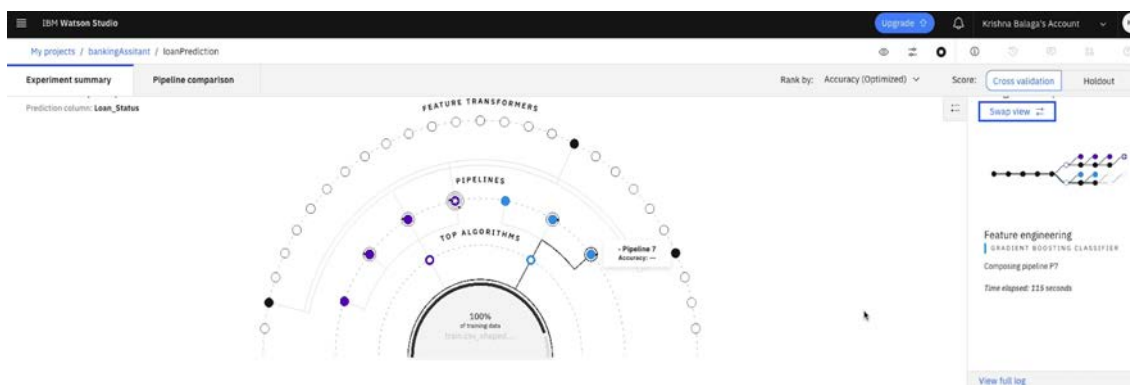 IBM Watson Studio
Upgrade
Krishna Balaga's Account
My projects / bankingAssitant / loanPrediction
Experiment summary
Pipeline comparison
Rank by: Accuracy (Optimized)
Score: Cross validation Holdout
Prediction column: Loan_Status
Swap view
FEATURE TRANSFORMERS
PIPELINES
TOP ALGORITHMS
- Pipeline 7
Accuracy: —
100%
of training data
Feature engineering
GRADIENT BOOSTING CLASSIFIER
Composing pipeline P7
Time elapsed: 115 seconds
View full log